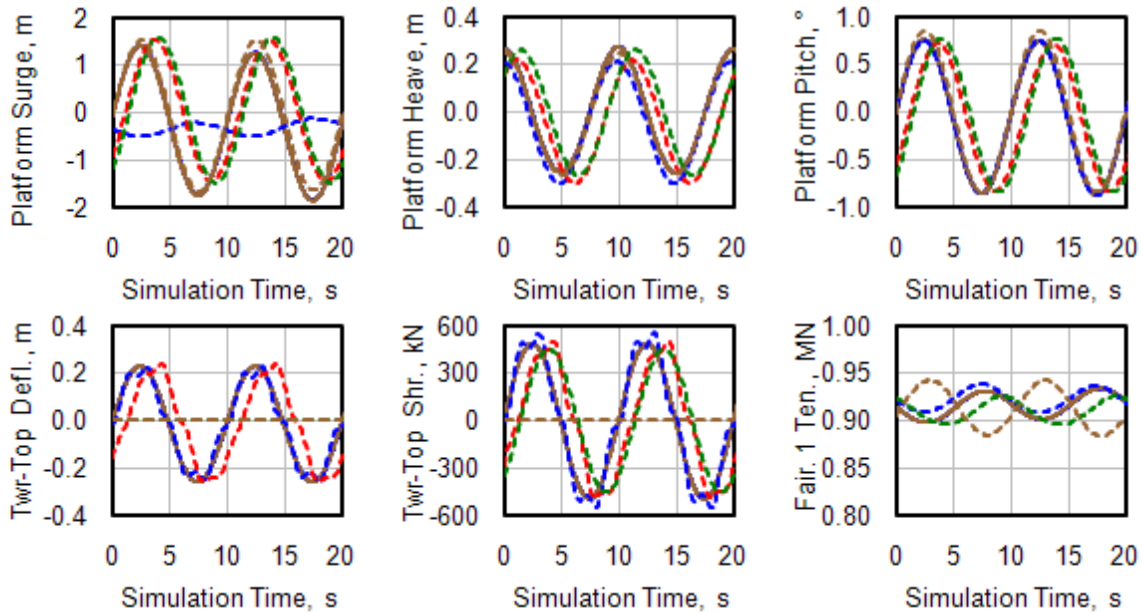 Platform Surge, m
2
1
0
-1
-2
0 5 10 15 20
Simulation Time, s
Platform Heave, m
0.4
0.2
0.0
-0.2
-0.4
0 5 10 15 20
Simulation Time, s
Platform Pitch, °
1.0
0.5
0.0
-0.5
-1.0
0 5 10 15 20
Simulation Time, s
Twr-Top Defl., m
0.4
0.2
0.0
-0.2
-0.4
0 5 10 15 20
Simulation Time, s
Twr-Top Shr., kN
600
300
0
-300
-600
0 5 10 15 20
Simulation Time, s
Fair. 1 Ten., MN
1.00
0.95
0.90
0.85
0.80
0 5 10 15 20
Simulation Time, s